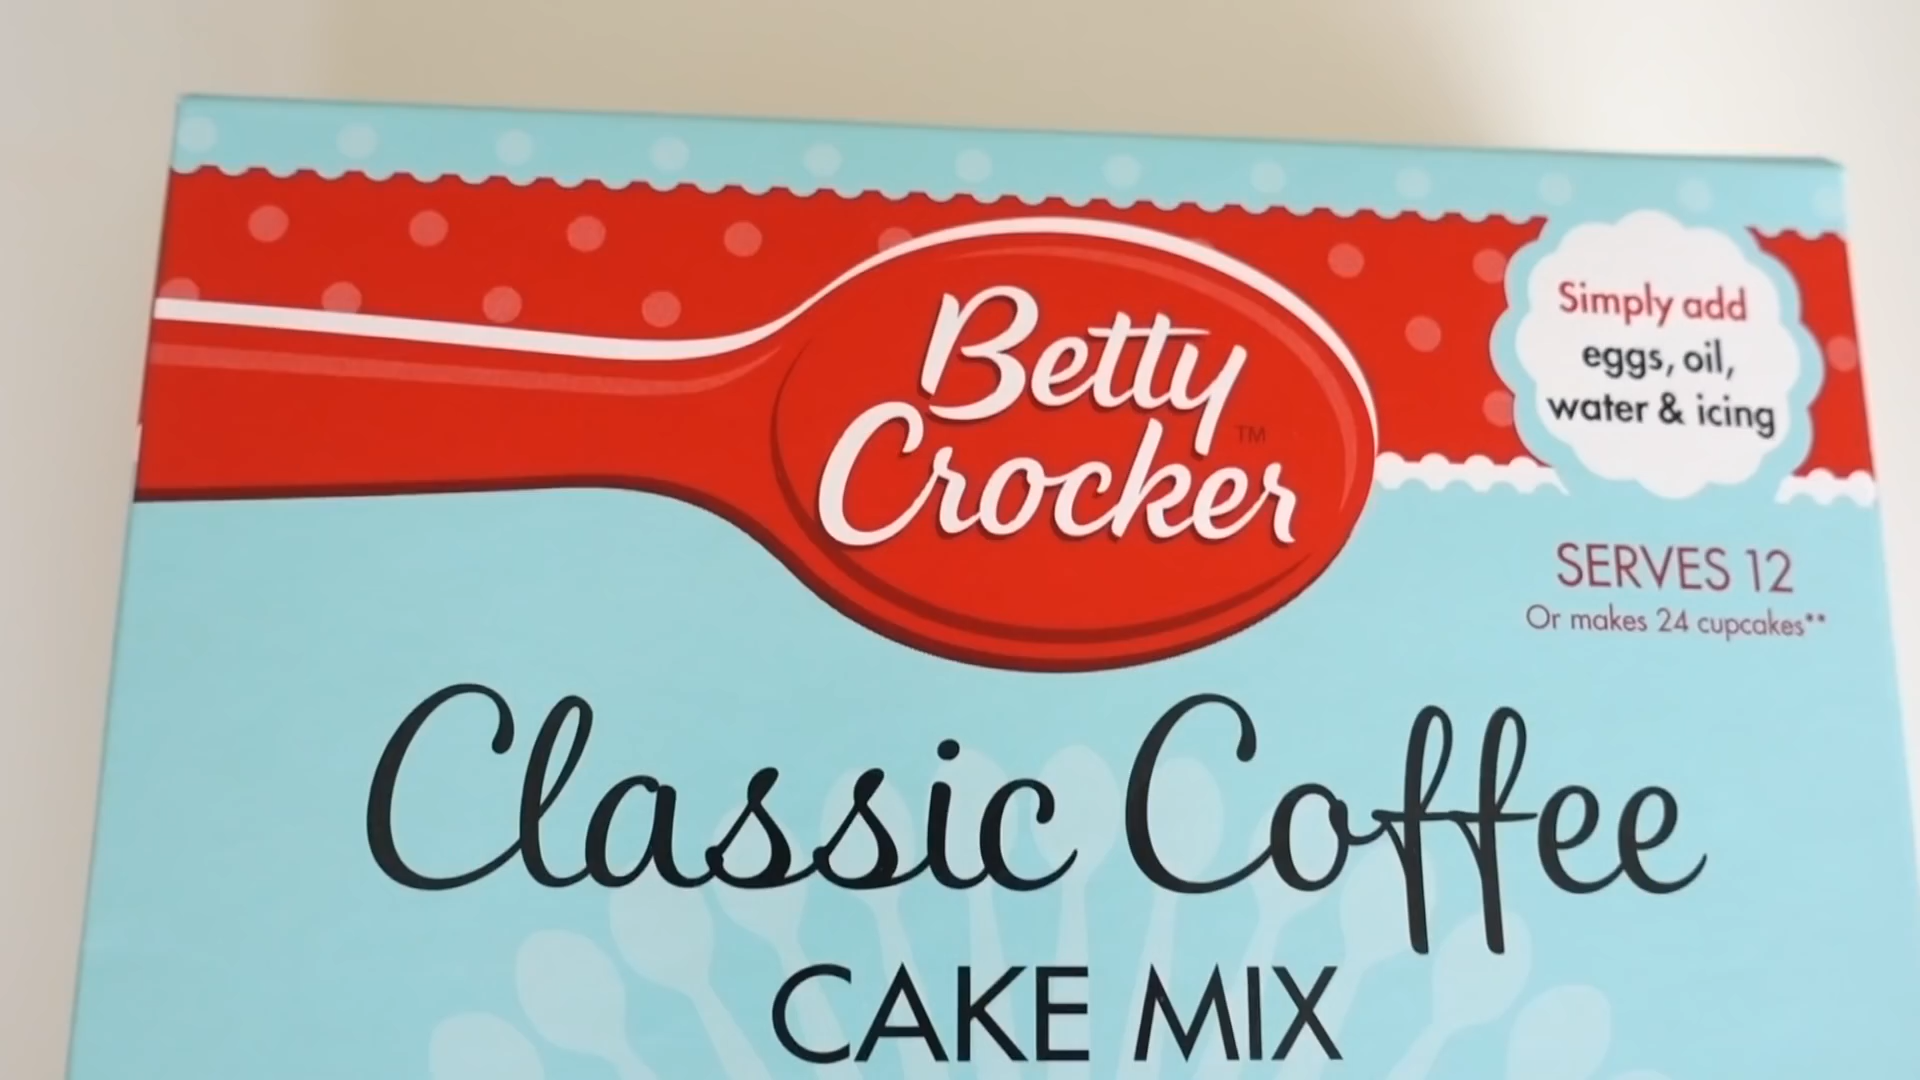 Betty
Crocker™
Simply add
eggs, oil,
water & icing
SERVES 12
Or makes 24 cupcakes**
Classic Coffee
CAKE MIX